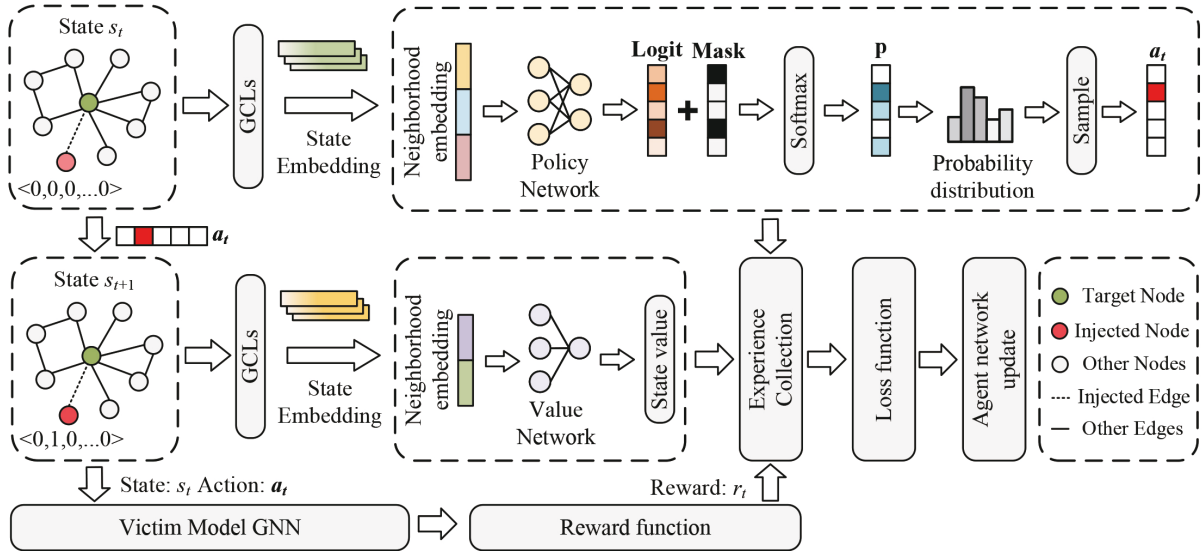 State s_t
<0,0,0,...0>
GCLs
State
Embedding
Neighborhood
embedding
Policy
Network
Logit
Mask
+
Softmax
p
Probability
distribution
Sample
a_t
a_t
State s_{t+1}
<0,1,0,...0>
GCLs
State
Embedding
Neighborhood
embedding
Value
Network
State value
Experience
Collection
Loss function
Agent network
update
Target Node
Injected Node
Other Nodes
Injected Edge
Other Edges
State: s_t Action: a_t
Reward: r_t
Victim Model GNN
Reward function